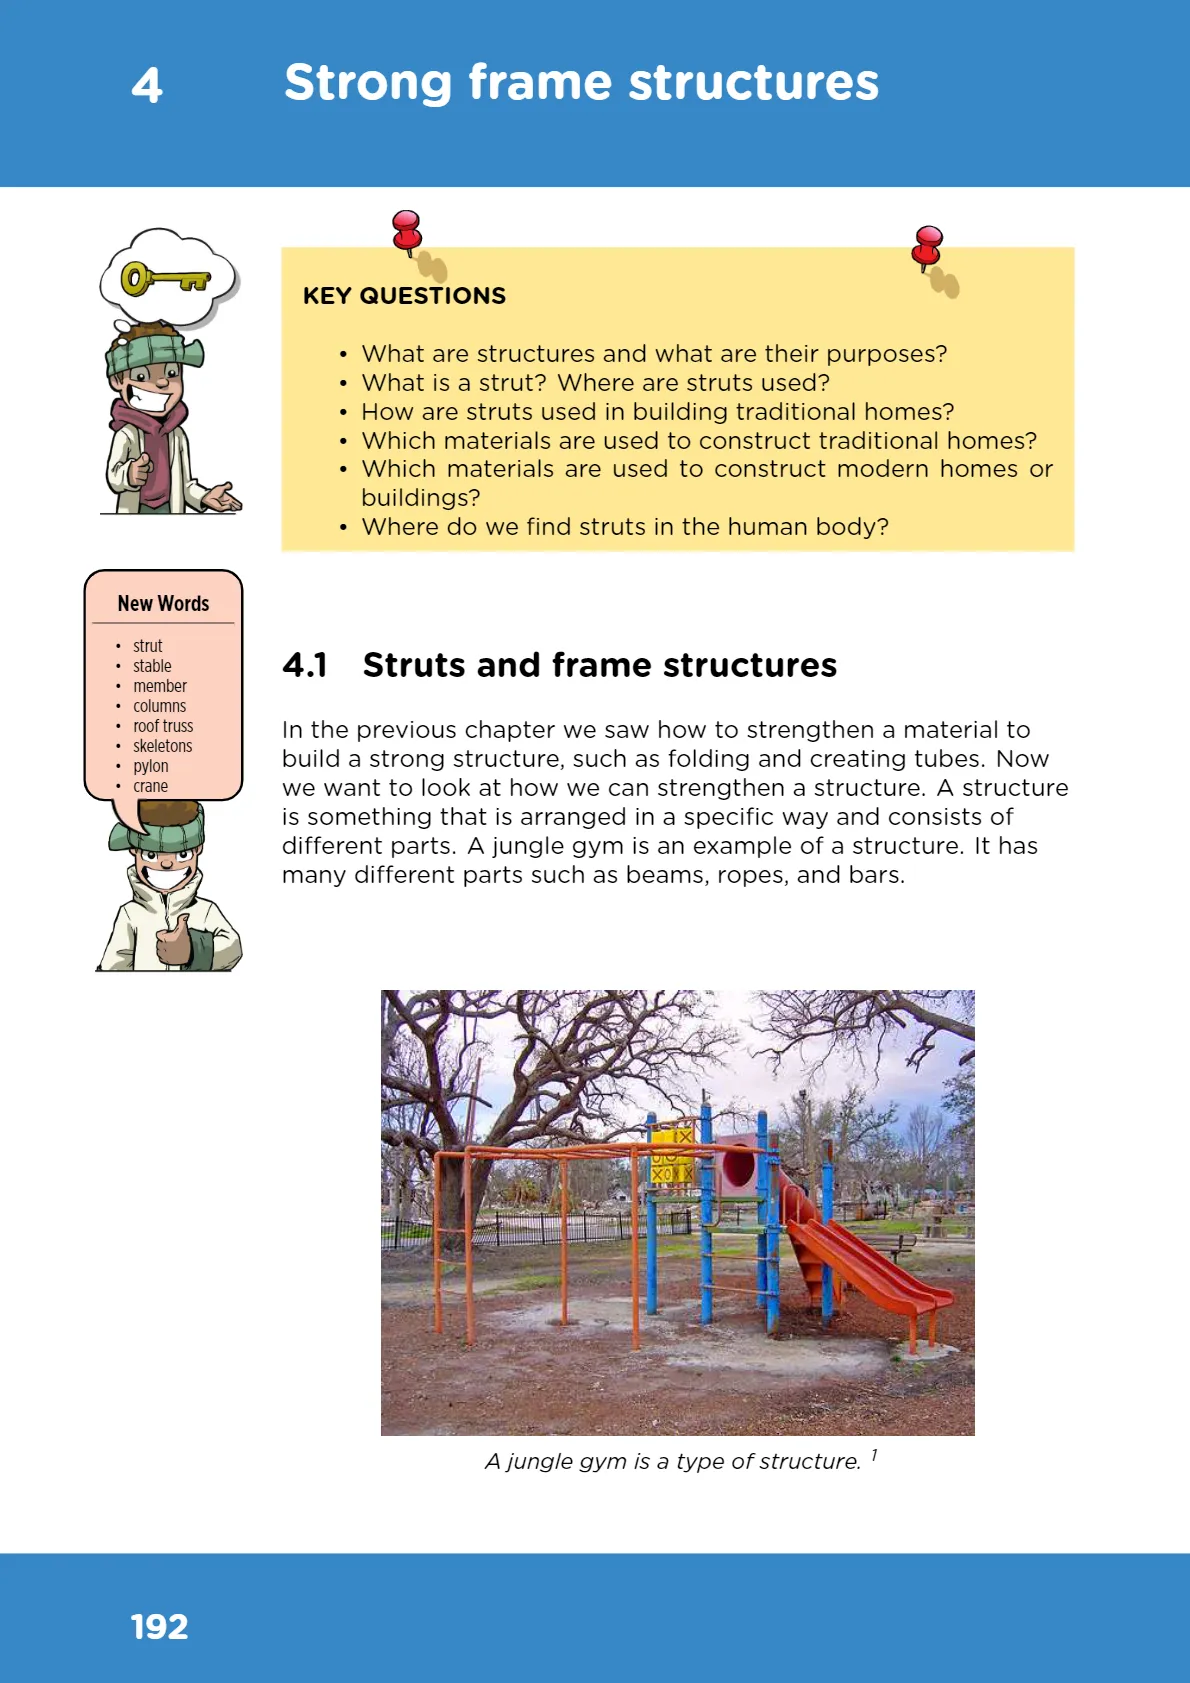 4 Strong frame structures
KEY QUESTIONS
• What are structures and what are their purposes?
• What is a strut? Where are struts used?
• How are struts used in building traditional homes?
• Which materials are used to construct traditional homes?
• Which materials are used to construct modern homes or
buildings?
• Where do we find struts in the human body?
New Words
• strut
• stable
• member
• columns
• roof truss
• skeletons
• pylon
• crane
4.1 Struts and frame structures
In the previous chapter we saw how to strengthen a material to
build a strong structure, such as folding and creating tubes. Now
we want to look at how we can strengthen a structure. A structure
is something that is arranged in a specific way and consists of
different parts. A jungle gym is an example of a structure. It has
many different parts such as beams, ropes, and bars.
A jungle gym is a type of structure. 1
192